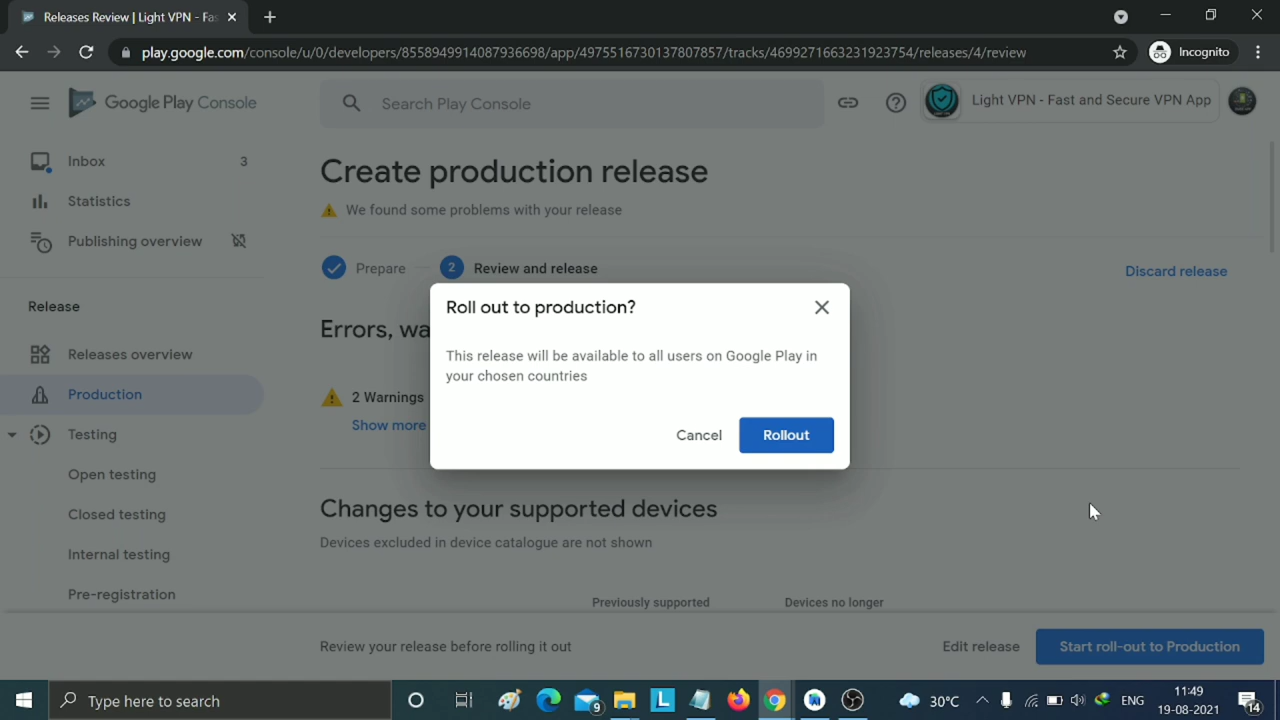 Releases Review | Light VPN - Fas
play.google.com/console/u/0/developers/8558949914087936698/app/4975516730137807857/tracks/4699271663231923754/releases/4/review
Incognito
Google Play Console
Search Play Console
Light VPN - Fast and Secure VPN App
Inbox
3
Statistics
Publishing overview
Release
Releases overview
Production
Testing
Open testing
Closed testing
Internal testing
Pre-registration
Create production release
We found some problems with your release
Prepare
2
Review and release
Discard release
Errors, wa
2 Warnings
Show more
Roll out to production?
This release will be available to all users on Google Play in
your chosen countries
Cancel
Rollout
Changes to your supported devices
Devices excluded in device catalogue are not shown
Previously supported
Devices no longer
Review your release before rolling it out
Edit release
Start roll-out to Production
Type here to search
L
9
30°C
ENG
11:49
19-08-2021
14